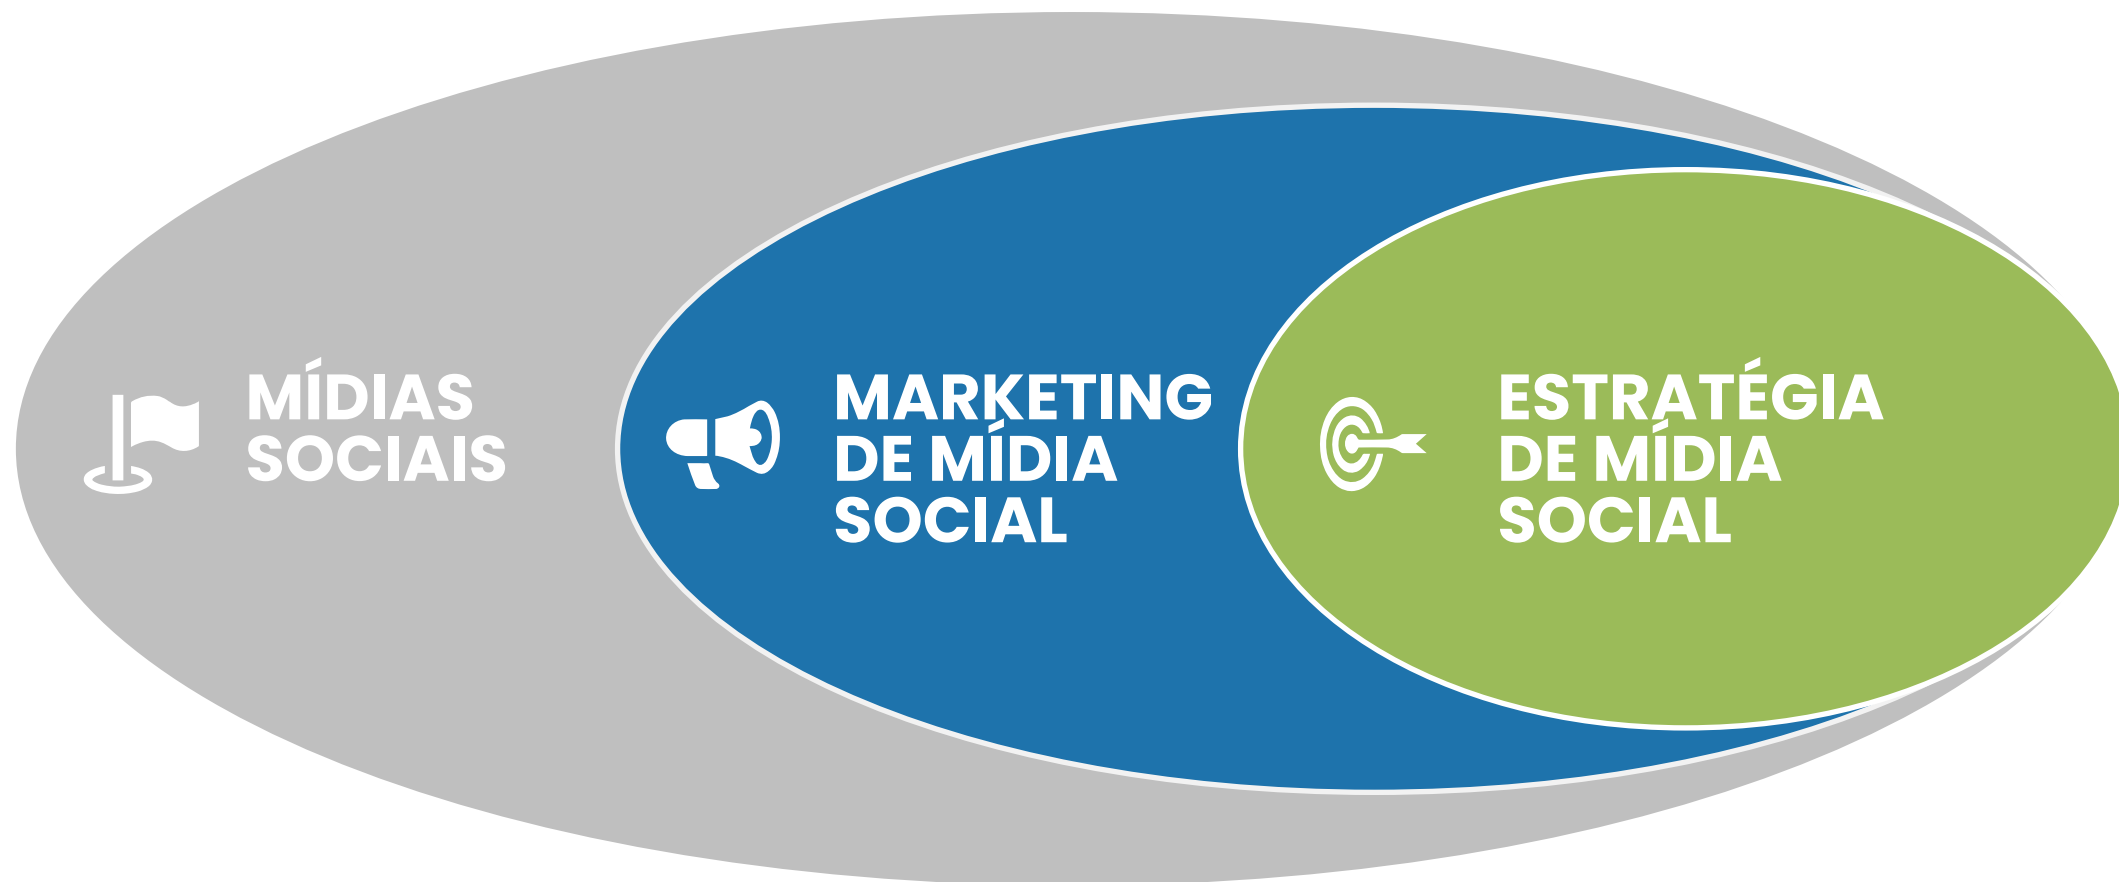 MÍDIAS
SOCIAIS
MARKETING
DE MÍDIA
SOCIAL
ESTRATÉGIA
DE MÍDIA
SOCIAL